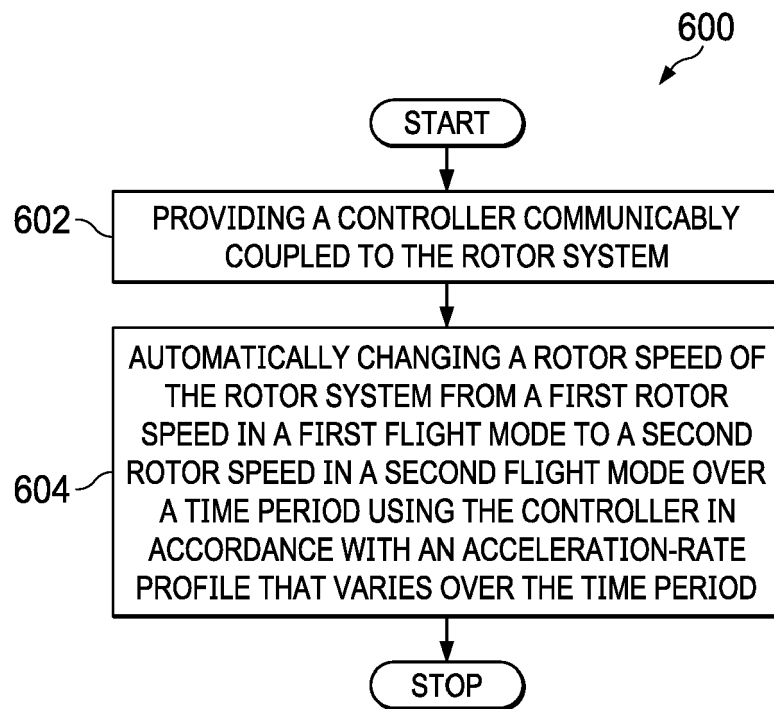 600
START
602
PROVIDING A CONTROLLER COMMUNICABLY
COUPLED TO THE ROTOR SYSTEM
604
AUTOMATICALLY CHANGING A ROTOR SPEED OF
THE ROTOR SYSTEM FROM A FIRST ROTOR
SPEED IN A FIRST FLIGHT MODE TO A SECOND
ROTOR SPEED IN A SECOND FLIGHT MODE OVER
A TIME PERIOD USING THE CONTROLLER IN
ACCORDANCE WITH AN ACCELERATION-RATE
PROFILE THAT VARIES OVER THE TIME PERIOD
STOP